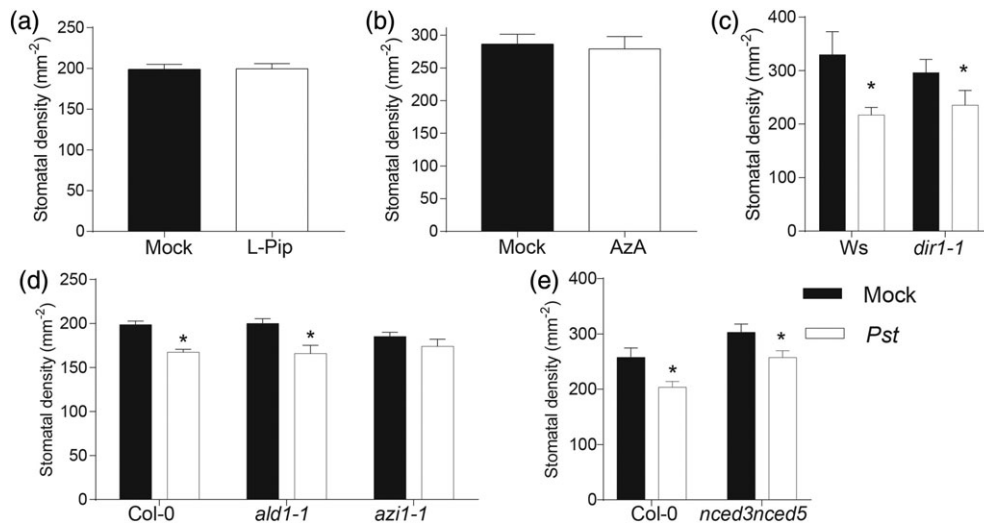 (a)
Stomatal density (mm⁻²)
250
200
150
100
50
0
Mock L-Pip
(b)
Stomatal density (mm⁻²)
300
250
200
150
100
50
0
Mock AzA
(c)
Stomatal density (mm⁻²)
400
300
200
100
0
* *
Ws dir1-1
(d)
Stomatal density (mm⁻²)
200
150
100
50
0
* *
Col-0 ald1-1 azi1-1
(e)
Stomatal density (mm⁻²)
400
300
200
100
0
* *
Col-0 nced3nced5
Mock
Pst